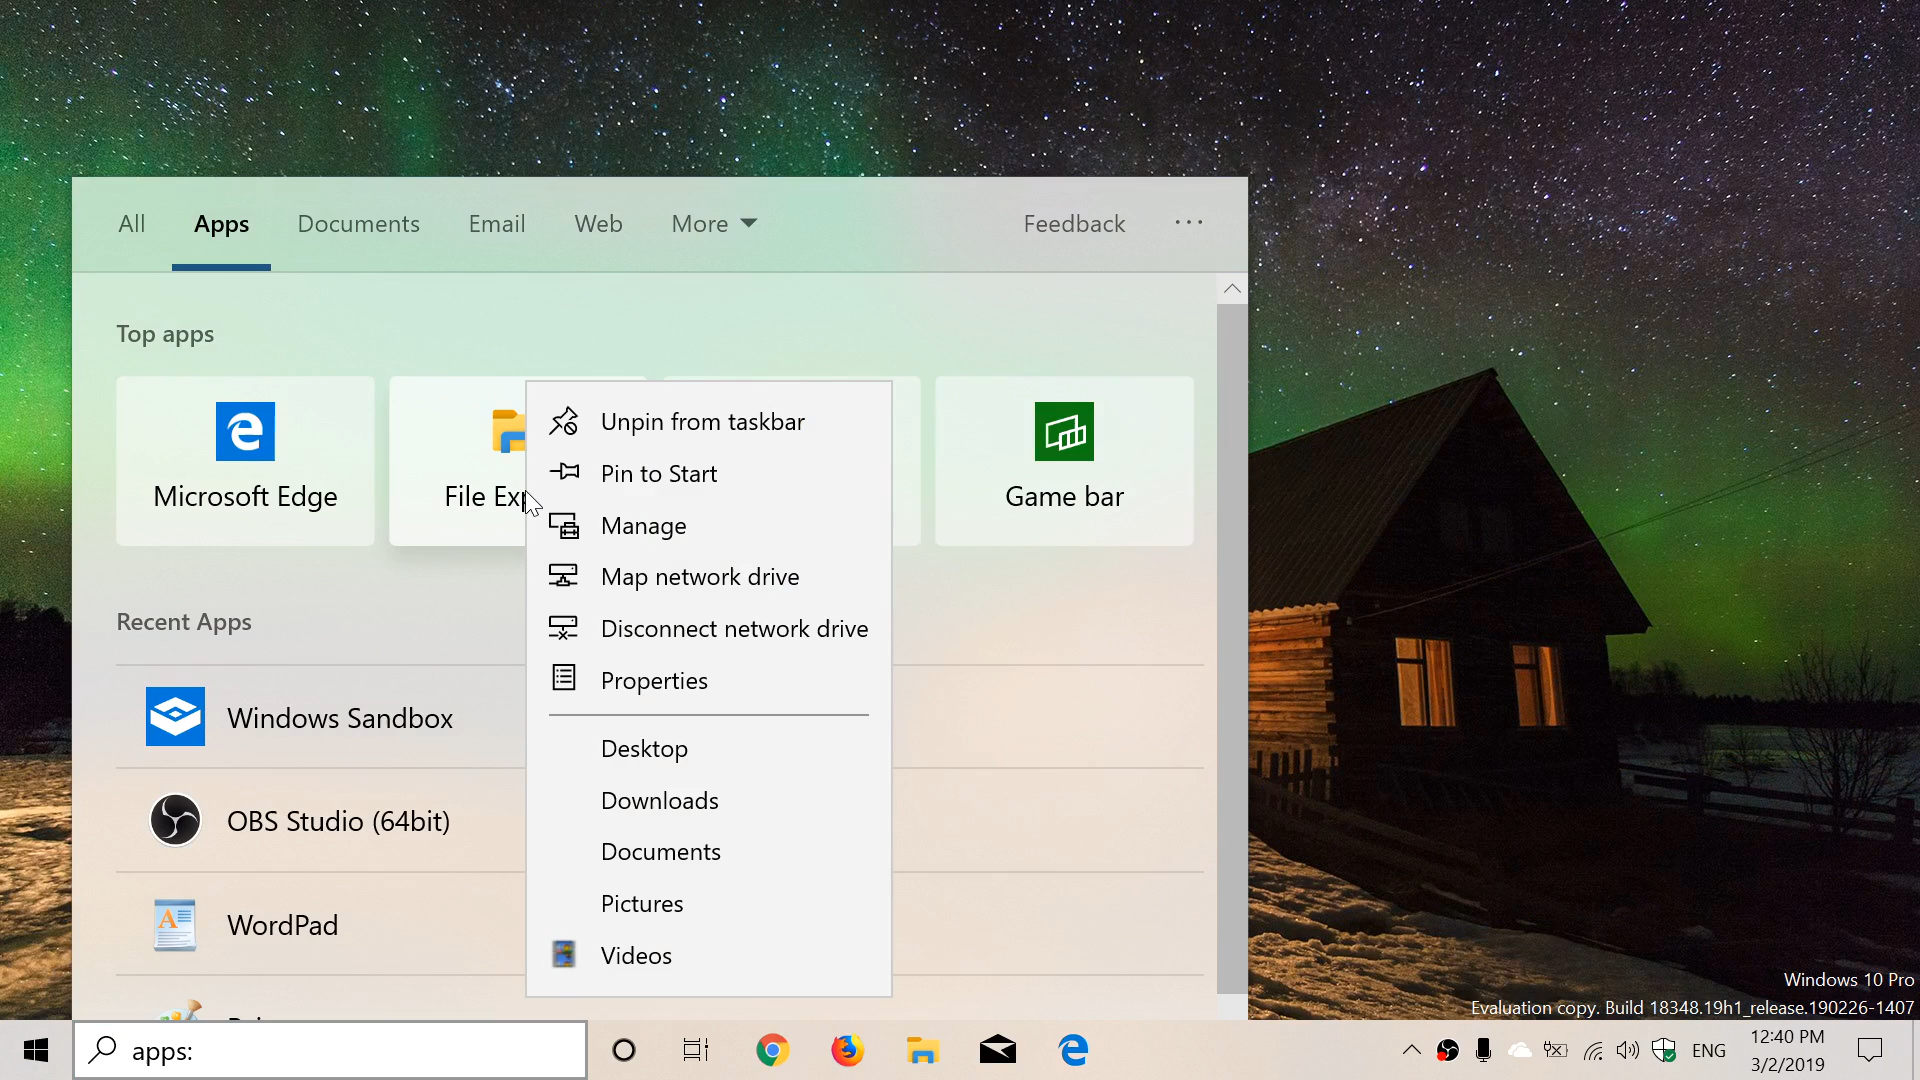 All Apps Documents Email Web More Feedback ...
Top apps
Microsoft Edge
File Exp
Game bar
Unpin from taskbar
Pin to Start
Manage
Map network drive
Disconnect network drive
Properties
Desktop
Downloads
Documents
Pictures
Videos
Recent Apps
Windows Sandbox
OBS Studio (64bit)
WordPad
Windows 10 Pro
Evaluation copy. Build 18348.19h1_release.190226-1407
apps:
ENG
12:40 PM
3/2/2019